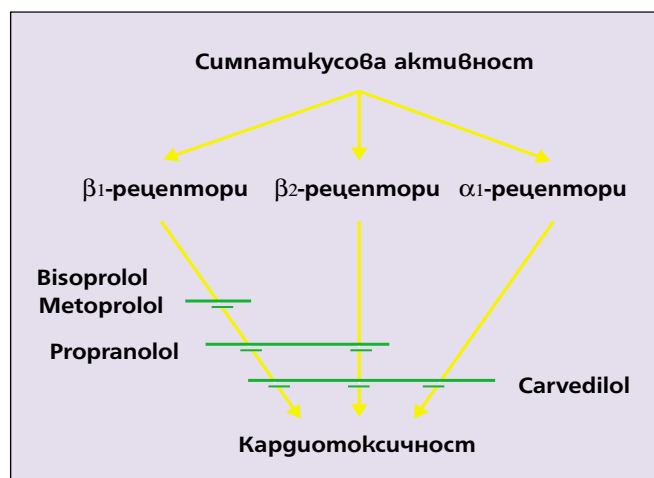 Симпатикусова активност
β1-рецептори β2-рецептори α1-рецептори
Bisoprolol
Metoprolol
Propranolol
Carvedilol
Кардиотоксичност